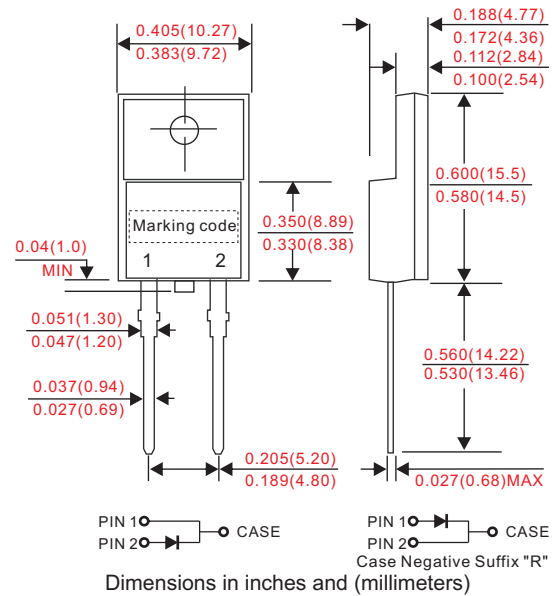 0.405(10.27)
0.383(9.72)
0.188(4.77)
0.172(4.36)
0.112(2.84)
0.100(2.54)
0.600(15.5)
0.580(14.5)
Marking code
1 2
0.350(8.89)
0.330(8.38)
0.04(1.0)
MIN
0.051(1.30)
0.047(1.20)
0.560(14.22)
0.530(13.46)
0.037(0.94)
0.027(0.69)
0.205(5.20)
0.189(4.80)
0.027(0.68)MAX
PIN 1
PIN 2
CASE
PIN 1
PIN 2
CASE
Case Negative Suffix "R"
Dimensions in inches and (millimeters)